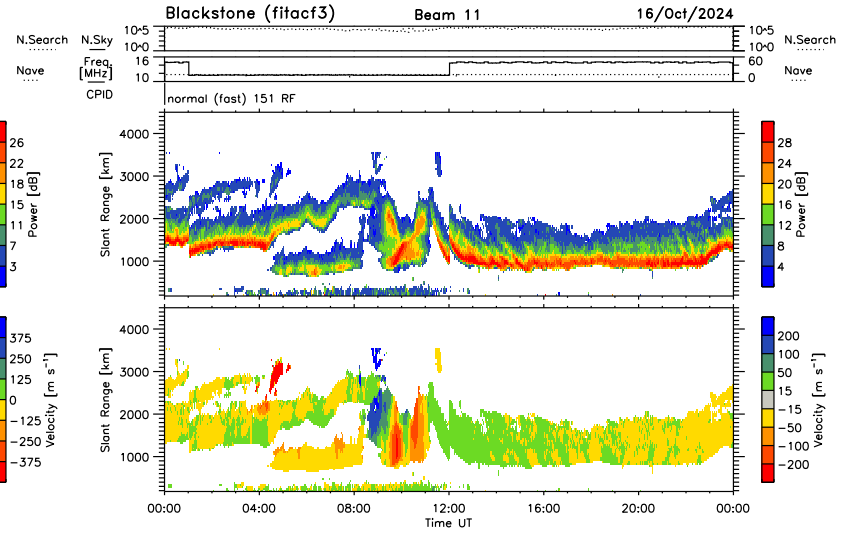 Blackstone (fitacf3) Beam 11 16/Oct/2024
N.Search N.Sky 10^5 10^0 10^5 10^0 N.Search
Nave Freq. [MHz] 16 10 60 0 Nave
CPID normal (fast) 151 RF
Slant Range [km] 4000 3000 2000 1000
Power [dB] 26 22 18 15 11 7 3
Power [dB] 28 24 20 16 12 8 4
Slant Range [km] 4000 3000 2000 1000
Velocity [m s⁻¹] 375 250 125 0 −125 −250 −375
Velocity [m s⁻¹] 200 100 50 15 −15 −50 −100 −200
00:00 04:00 08:00 12:00 16:00 20:00 00:00
Time UT